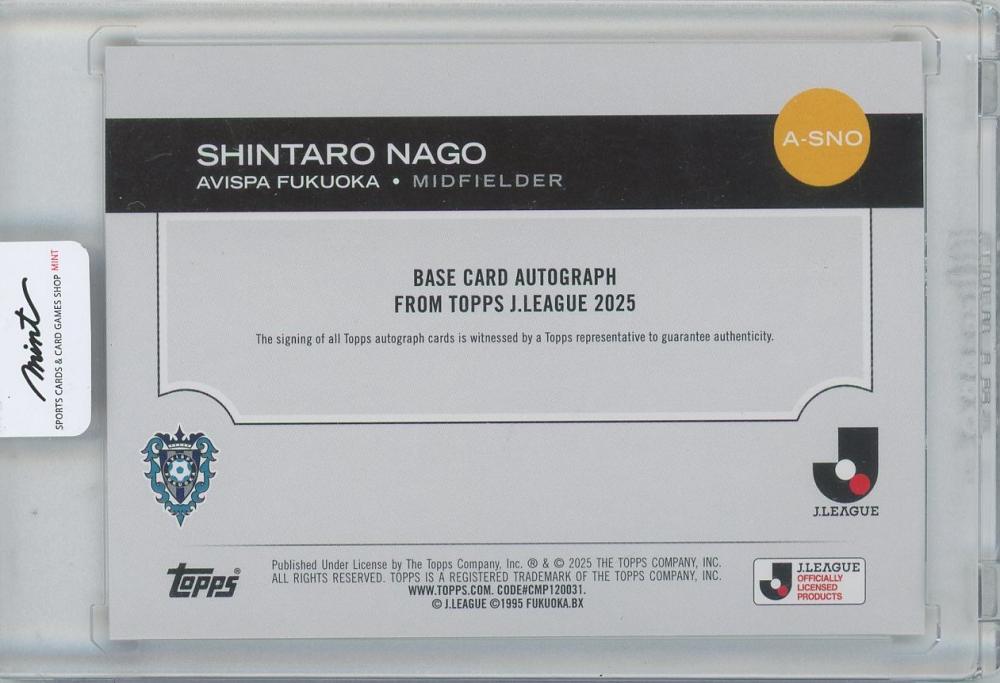 A-SNO
SHINTARO NAGO
AVISPA FUKUOKA • MIDFIELDER
BASE CARD AUTOGRAPH
FROM TOPPS J.LEAGUE 2025
The signing of all Topps autograph cards is witnessed by a Topps representative to guarantee authenticity.
mint
SPORTS CARDS & CARD GAMES SHOP MINT
J.LEAGUE
topps®
Published Under License by The Topps Company, Inc. ® & © 2025 THE TOPPS COMPANY, INC.
ALL RIGHTS RESERVED. TOPPS IS A REGISTERED TRADEMARK OF THE TOPPS COMPANY, INC.
WWW.TOPPS.COM. CODE#CMP120031.
© J.LEAGUE ©1995 FUKUOKA.BX
J.LEAGUE
OFFICIALLY
LICENSED
PRODUCTS